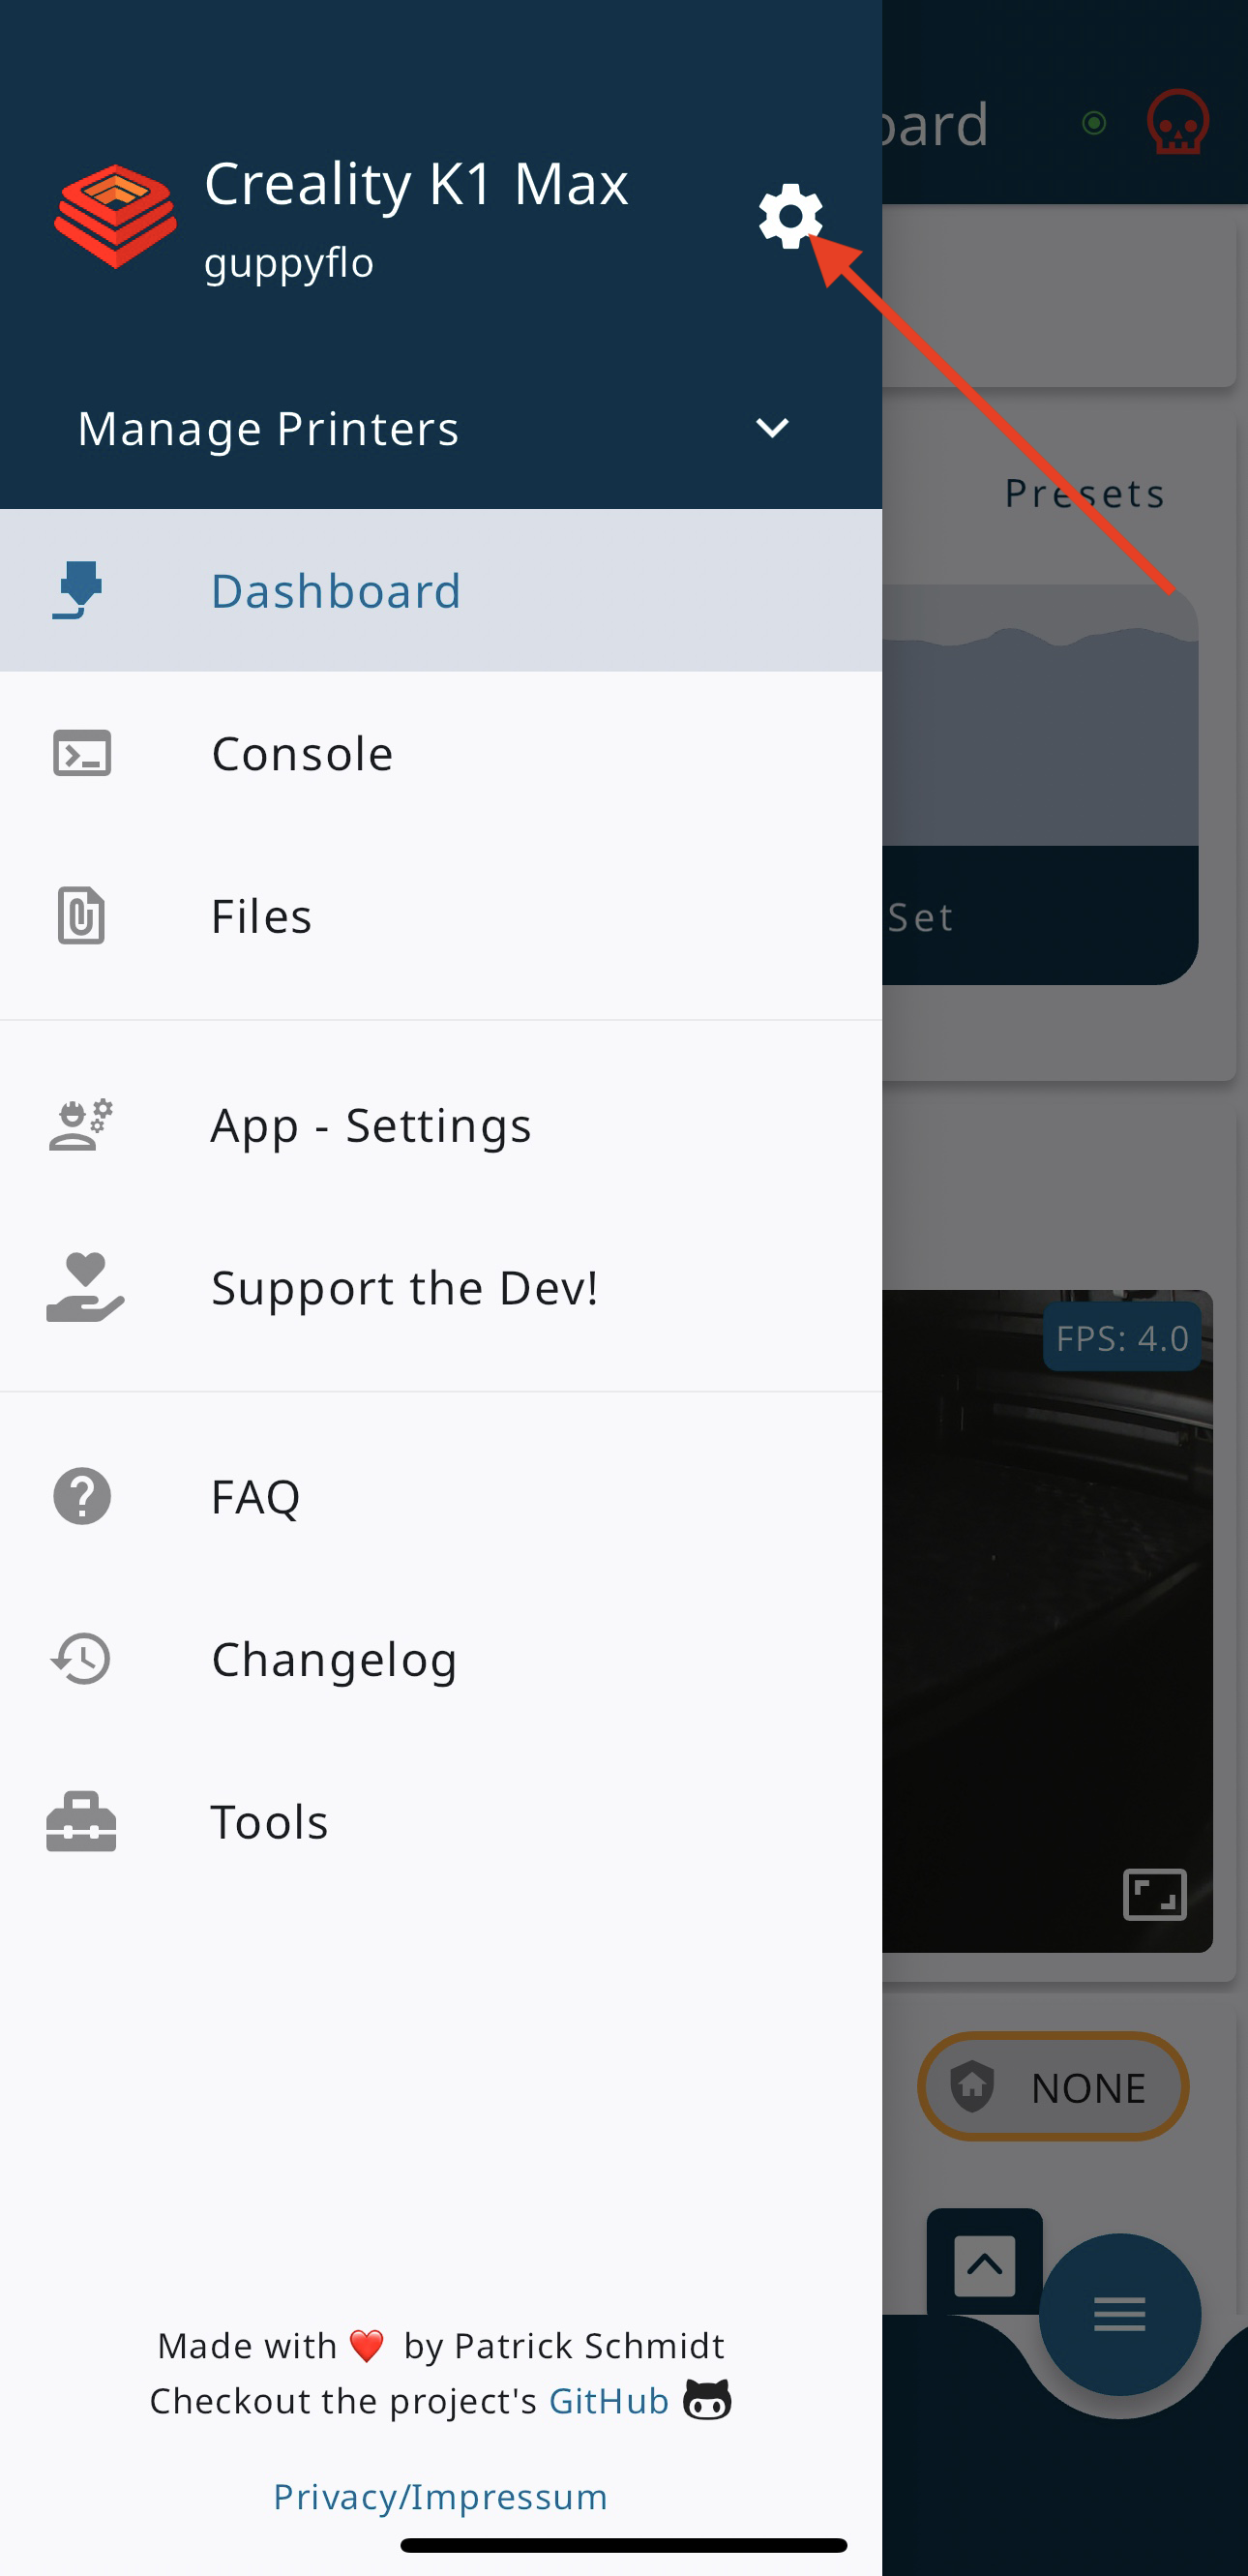 Creality K1 Max
guppyflo
Manage Printers
Dashboard
Console
Files
App - Settings
Support the Dev!
FAQ
Changelog
Tools
Made with ❤️ by Patrick Schmidt
Checkout the project's GitHub
Privacy/Impressum
oard
Presets
Set
FPS: 4.0
NONE